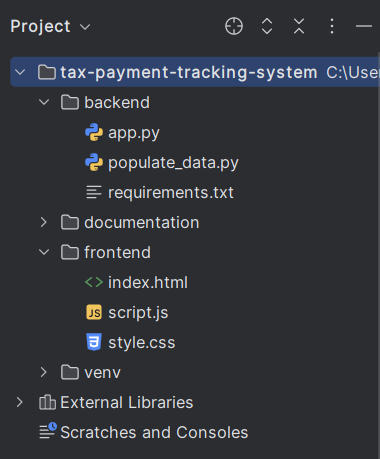 Project
tax-payment-tracking-system C:\Use
backend
app.py
populate_data.py
requirements.txt
documentation
frontend
index.html
JS script.js
style.css
venv
External Libraries
Scratches and Consoles